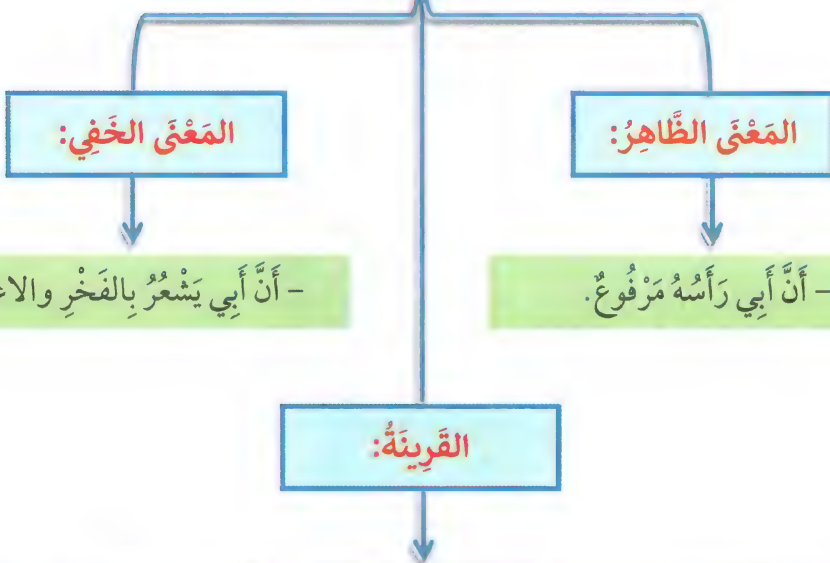 المَعْنَى الظَّاهِرُ:
المَعْنَى الخَفِي:
- أَنَّ أَبِي رَأَسُهُ مَرْفُوعٌ.
- أَنَّ أَبِي يَشْعُرُ بِالفَخْرِ
القَرِينَةُ: